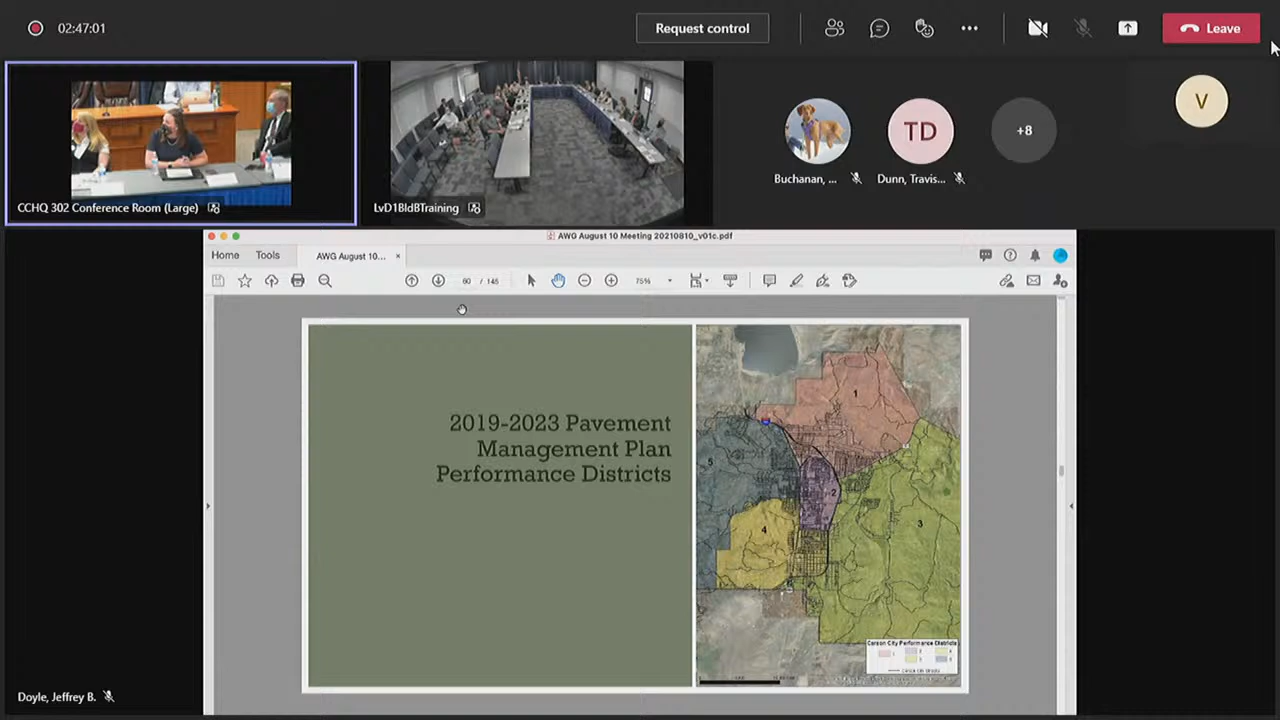 02:47:01
Request control
Leave
V
TD
+8
Buchanan, ...
Dunn, Travis...
CCHQ 302 Conference Room (Large)
LvD1BldBTraining
AWG August 10 Meeting 20210810_v01c.pdf
Home
Tools
AWG August 10...
60 / 145
75%
2019-2023 Pavement
Management Plan
Performance Districts
1
5
2
4
3
Carson City Performance Districts
Doyle, Jeffrey B.